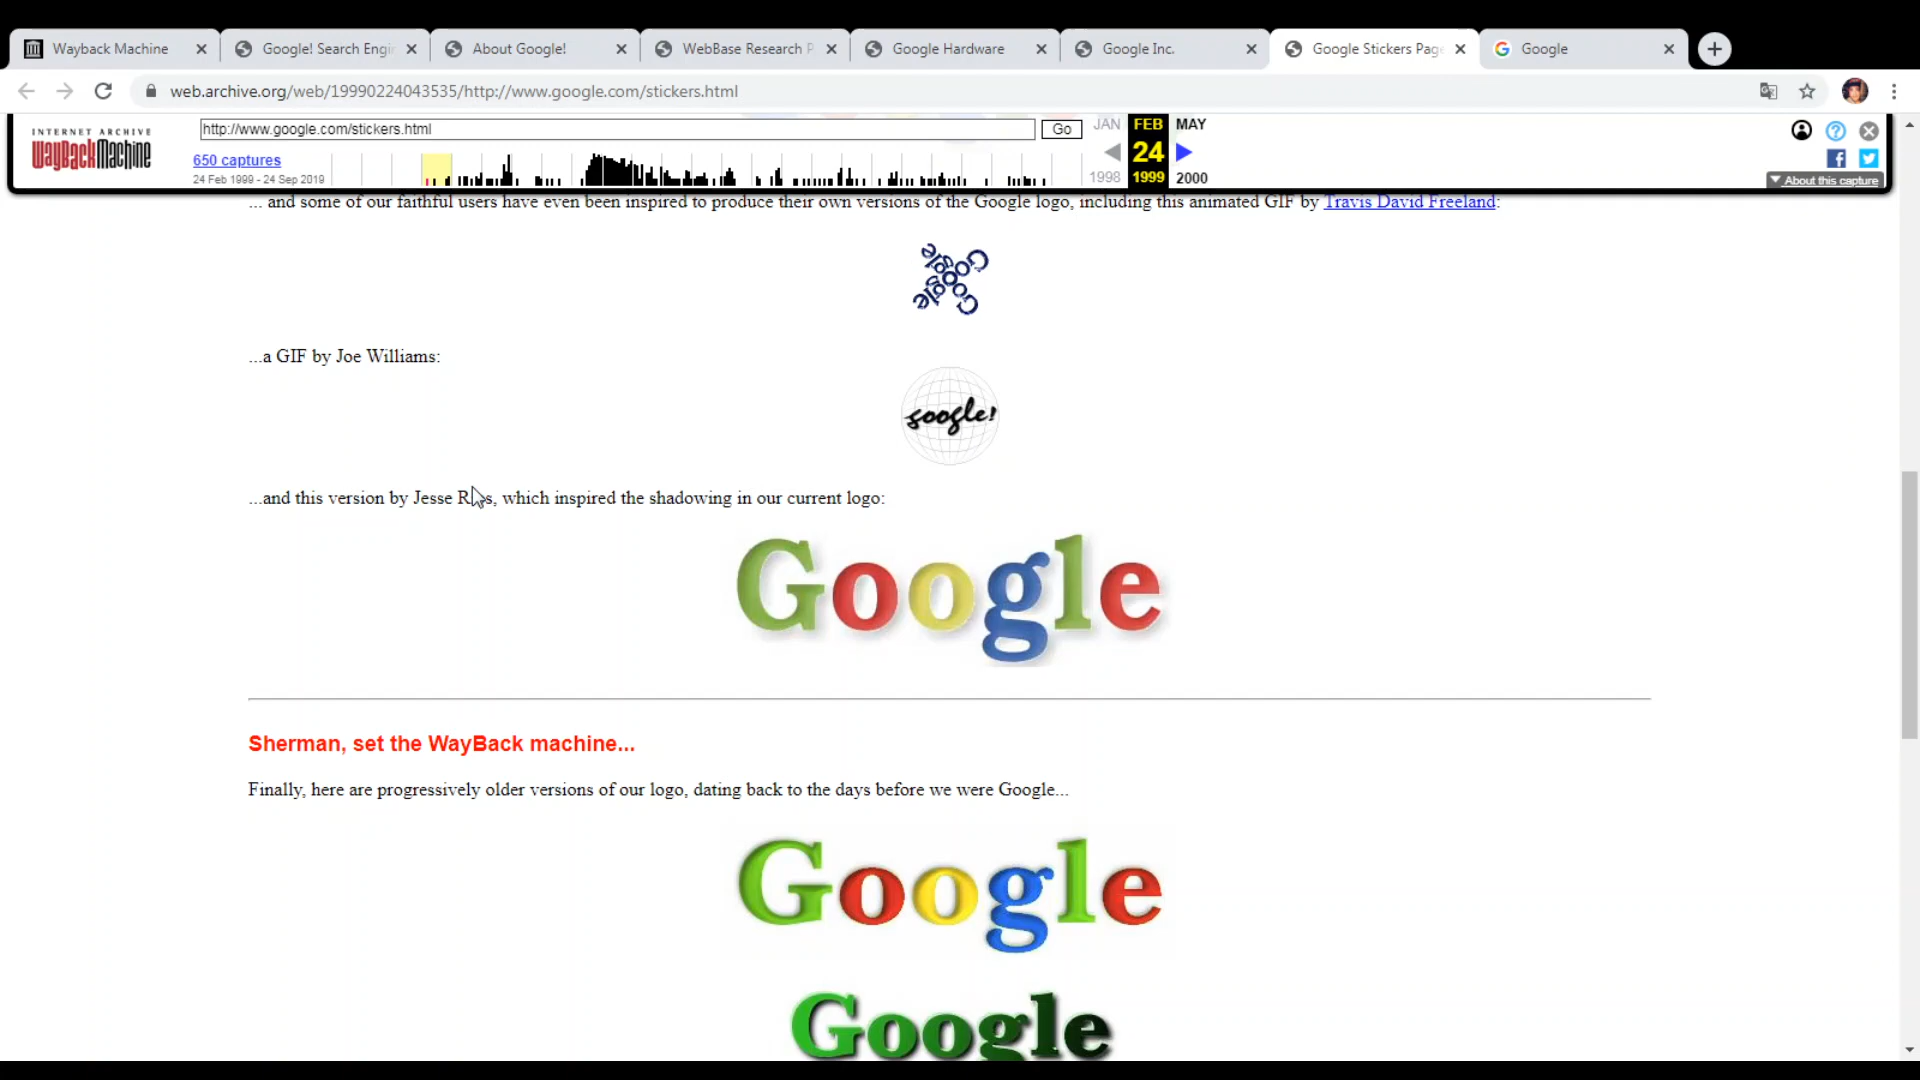 Wayback Machine
Google! Search Engi
About Google!
WebBase Research P
Google Hardware
Google Inc.
Google Stickers Page
Google
web.archive.org/web/19990224043535/http://www.google.com/stickers.html
INTERNET ARCHIVE
WayBackMachine
http://www.google.com/stickers.html
Go
JAN FEB MAY
650 captures
24
24 Feb 1999 - 24 Sep 2019
1998 1999 2000
About this capture
... and some of our faithful users have even been inspired to produce their own versions of the Google logo, including this animated GIF by Travis David Freeland:
Google
Google
...a GIF by Joe Williams:
google!
...and this version by Jesse, which inspired the shadowing in our current logo:
Google
Sherman, set the WayBack machine...
Finally, here are progressively older versions of our logo, dating back to the days before we were Google...
Google
Google